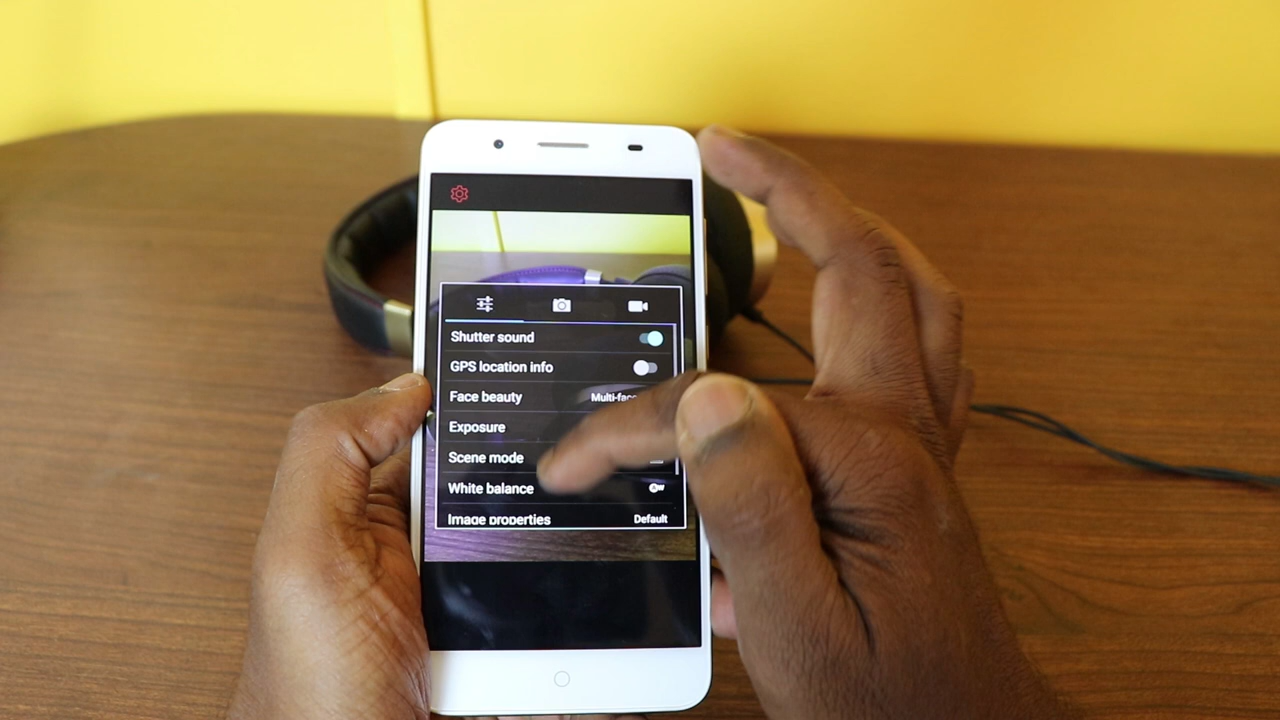 Shutter sound
GPS location info
Face beauty
Exposure
Scene mode
White balance
Image properties Default